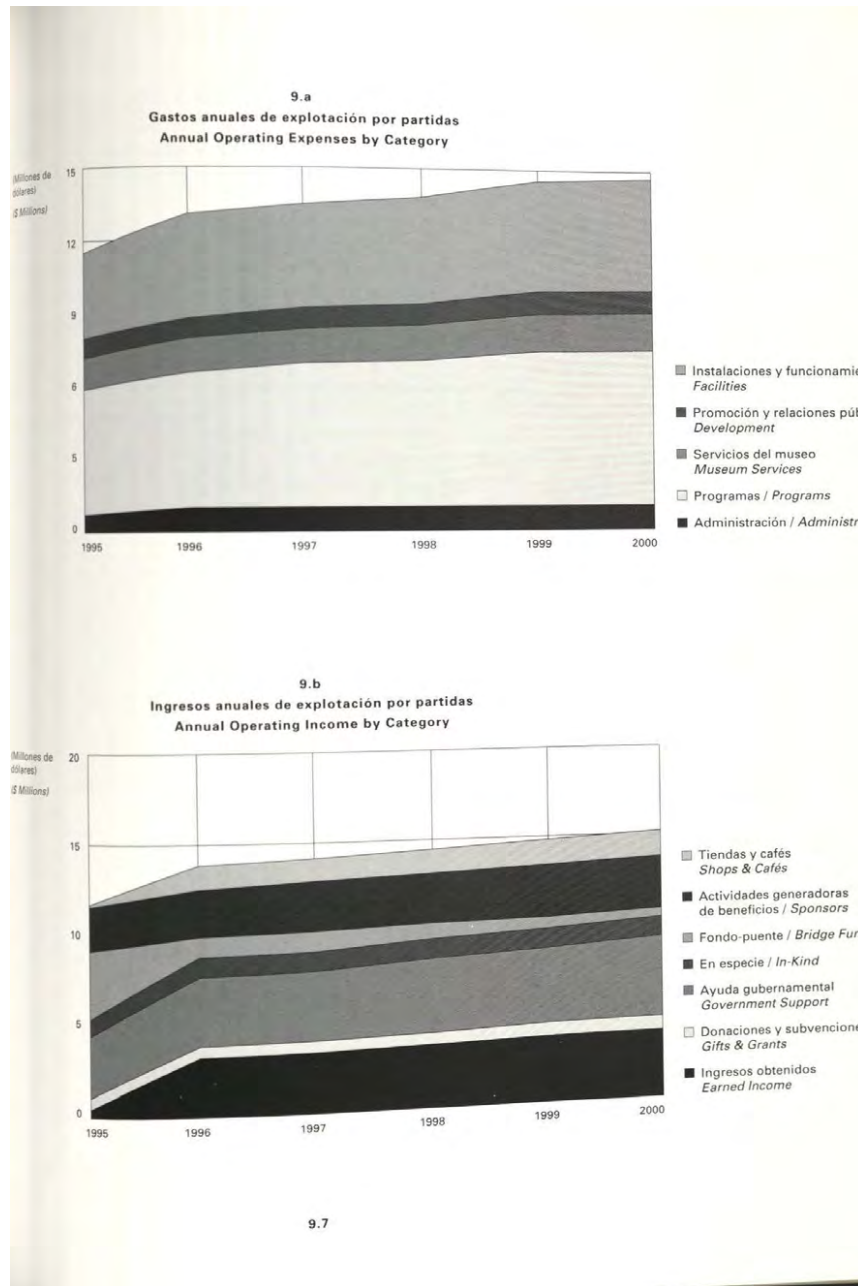 9.a
Gastos anuales de explotación por partidas
Annual Operating Expenses by Category
(Millones de
dólares)
($ Millions)
15
12
9
6
5
0
1995 1996 1997 1998 1999 2000
Instalaciones y funcionamie
Facilities
Promoción y relaciones púb
Development
Servicios del museo
Museum Services
Programas / Programs
Administración / Administr
9.b
Ingresos anuales de explotación por partidas
Annual Operating Income by Category
(Millones de
dólares)
($ Millions)
20
15
10
5
0
1995 1996 1997 1998 1999 2000
Tiendas y cafés
Shops & Cafés
Actividades generadoras
de beneficios / Sponsors
Fondo-puente / Bridge Fun
En especie / In-Kind
Ayuda gubernamental
Government Support
Donaciones y subvencione
Gifts & Grants
Ingresos obtenidos
Earned Income
9.7